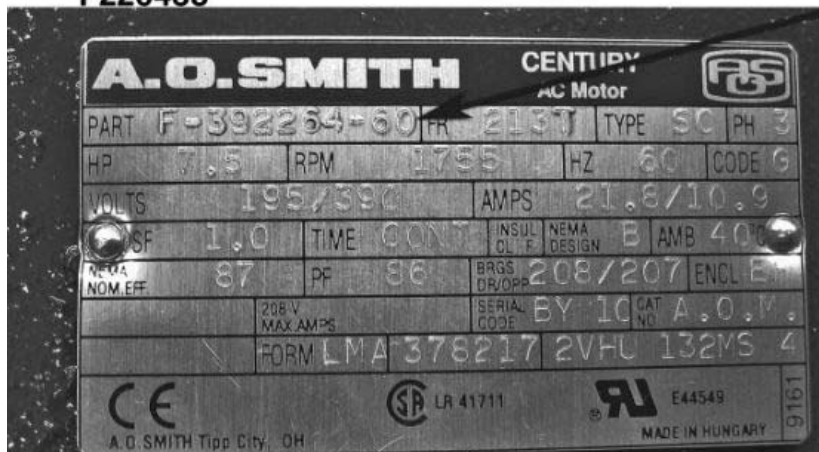 A.O.SMITH CENTURY AC Motor AOS
PART F-392264-60 FR 213T TYPE SC PH 3
HP 7.5 RPM 1755 HZ 60 CODE G
VOLTS 195/390 AMPS 21.8/10.9
SF 1.0 TIME CONT INSUL CL F NEMA DESIGN B AMB 40°C
NEMA NOM.EFF. 87 PF 86 BRGS DR/OPP 208/207 ENCL
208 V MAX.AMPS SERIAL CODE BY 10 CAT NO A.O.M.
FORM LMA 378217 2VHU 132MS 4
CE SA LR 41711 ® RU E44549 9161
A.O.SMITH Tipp City, OH MADE IN HUNGARY